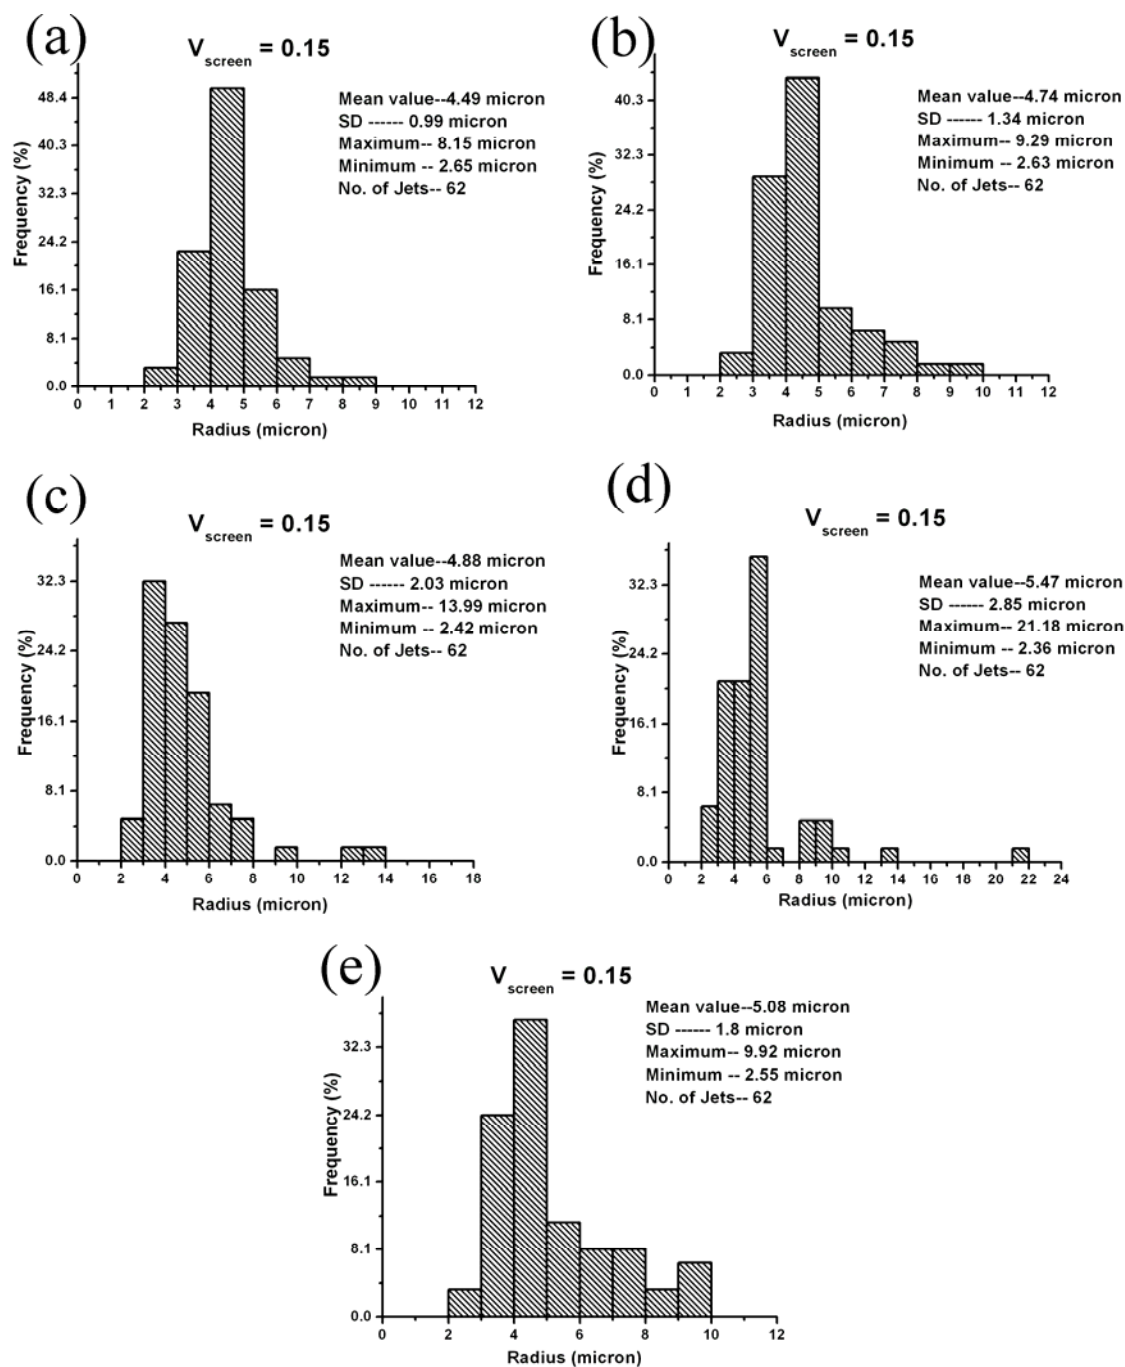 (a)
V_screen = 0.15
Mean value--4.49 micron
SD ------ 0.99 micron
Maximum-- 8.15 micron
Minimum -- 2.65 micron
No. of Jets-- 62
Frequency (%)
48.4
40.3
32.3
24.2
16.1
8.1
0.0
0 1 2 3 4 5 6 7 8 9 10 11 12
Radius (micron)
(b)
V_screen = 0.15
Mean value--4.74 micron
SD ------ 1.34 micron
Maximum-- 9.29 micron
Minimum -- 2.63 micron
No. of Jets-- 62
Frequency (%)
40.3
32.3
24.2
16.1
8.1
0.0
0 1 2 3 4 5 6 7 8 9 10 11 12
Radius (micron)
(c)
V_screen = 0.15
Mean value--4.88 micron
SD ------ 2.03 micron
Maximum-- 13.99 micron
Minimum -- 2.42 micron
No. of Jets-- 62
Frequency (%)
32.3
24.2
16.1
8.1
0.0
0 2 4 6 8 10 12 14 16 18
Radius (micron)
(d)
V_screen = 0.15
Mean value--5.47 micron
SD ------ 2.85 micron
Maximum-- 21.18 micron
Minimum -- 2.36 micron
No. of Jets-- 62
Frequency (%)
32.3
24.2
16.1
8.1
0.0
0 2 4 6 8 10 12 14 16 18 20 22 24
Radius (micron)
(e)
V_screen = 0.15
Mean value--5.08 micron
SD ------ 1.8 micron
Maximum-- 9.92 micron
Minimum -- 2.55 micron
No. of Jets-- 62
Frequency (%)
32.3
24.2
16.1
8.1
0.0
0 2 4 6 8 10 12
Radius (micron)